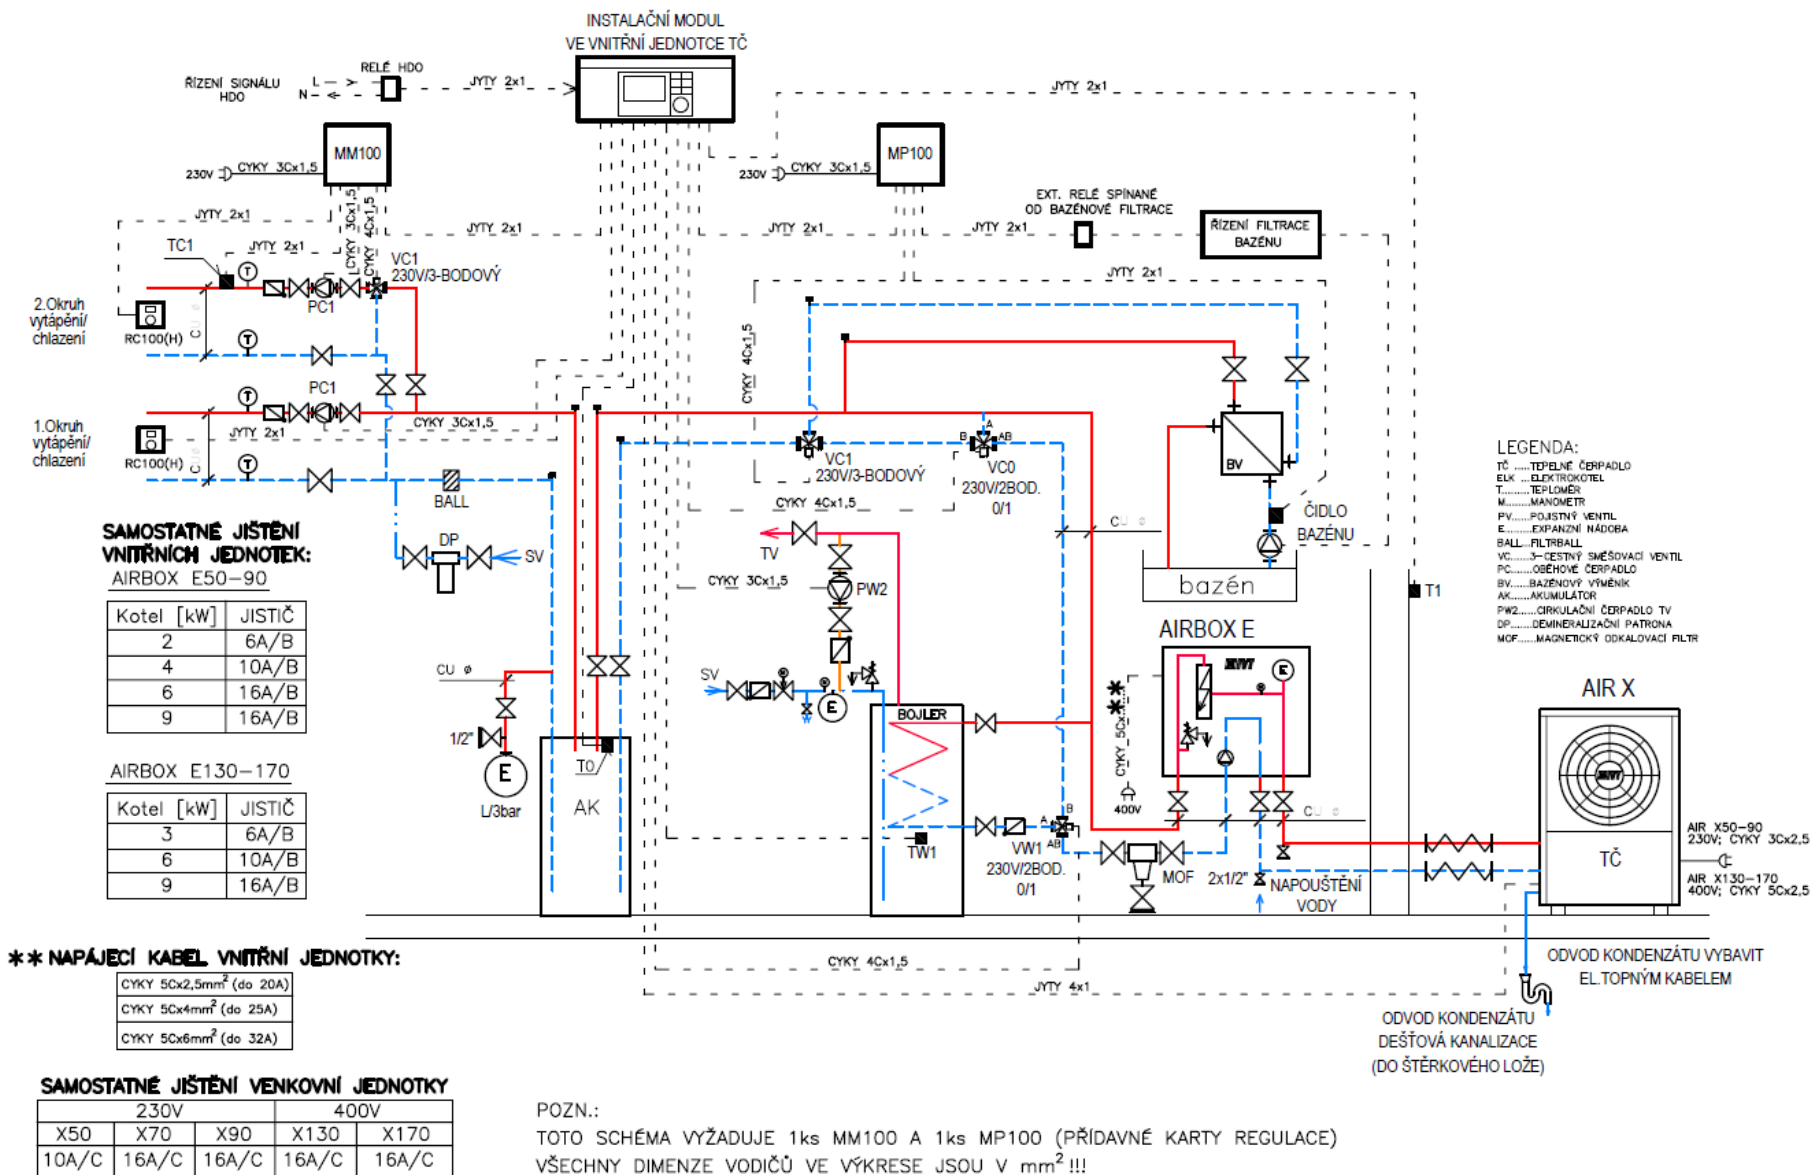 INSTALAČNÍ MODUL
VE VNITŘNÍ JEDNOTCE TČ
ŘÍZENÍ SIGNÁLU
HDO
L
N
RELÉ HDO
JYTY 2x1
JYTY 2x1
MM100
230V
CYKY 3Cx1,5
MP100
230V
CYKY 3Cx1,5
EXT. RELÉ SPÍNANÉ
OD BAZÉNOVÉ FILTRACE
ŘÍZENÍ FILTRACE
BAZÉNU
JYTY 2x1
CYKY 3Cx1,5
CYKY 4Cx1,5
JYTY 2x1
JYTY 2x1
JYTY 2x1
JYTY 2x1
JYTY 2x1
TC1
T
PC1
VC1
230V/3-BODOVÝ
2.Okruh
vytápění/
chlazení
RC100(H)
CU ø
T
T
PC1
CYKY 3Cx1,5
1.Okruh
vytápění/
chlazení
RC100(H)
JYTY 2x1
CU ø
T
BALL
CYKY 4Cx1,5
VC1
230V/3-BODOVÝ
B
A
AB
VC0
230V/2BOD.
0/1
CYKY 4Cx1,5
BV
ČIDLO
BAZÉNU
CU ø
bazén
T1
DP
SV
TV
CYKY 3Cx1,5
PW2
SV
E
LEGENDA:
TČ .....TEPELNÉ ČERPADLO
ELK ...ELEKTROKOTEL
T.........TEPLOMĚR
M........MANOMETR
PV......POJISTNÝ VENTIL
E.........EXPANZNÍ NÁDOBA
BALL...FILTRBALL
VC......3-CESTNÝ SMĚŠOVACÍ VENTIL
PC......OBĚHOVÉ ČERPADLO
BV......BAZÉNOVÝ VÝMĚNÍK
AK......AKUMULÁTOR
PW2....CIRKULAČNÍ ČERPADLO TV
DP......DEMINERALIZAČNÍ PATRONA
MOF....MAGNETICKÝ ODKALOVACÍ FILTR
SAMOSTATNÉ JIŠTĚNÍ
VNITŘNÍCH JEDNOTEK:
AIRBOX E50-90
Kotel [kW] JISTIČ
2 6A/B
4 10A/B
6 16A/B
9 16A/B
AIRBOX E130-170
Kotel [kW] JISTIČ
3 6A/B
6 10A/B
9 16A/B
CU ø
1/2"
E
L/3bar
T0
AK
BOJLER
TW1
A
B
AB
VW1
230V/2BOD.
0/1
MOF
AIRBOX E
E
**
CYKY 5Cx.....
400V
CU ø
2x1/2"
NAPOUŠTĚNÍ
VODY
AIR X
TČ
AIR X50-90
230V; CYKY 3Cx2,5
AIR X130-170
400V; CYKY 5Cx2,5
CYKY 4Cx1,5
JYTY 4x1
ODVOD KONDENZÁTU VYBAVIT
EL.TOPNÝM KABELEM
ODVOD KONDENZÁTU
DEŠŤOVÁ KANALIZACE
(DO ŠTĚRKOVÉHO LOŽE)
** NAPÁJECÍ KABEL VNITŘNÍ JEDNOTKY:
CYKY 5Cx2,5mm² (do 20A)
CYKY 5Cx4mm² (do 25A)
CYKY 5Cx6mm² (do 32A)
SAMOSTATNÉ JIŠTĚNÍ VENKOVNÍ JEDNOTKY
230V 400V
X50 X70 X90 X130 X170
10A/C 16A/C 16A/C 16A/C 16A/C
POZN.:
TOTO SCHÉMA VYŽADUJE 1ks MM100 A 1ks MP100 (PŘÍDAVNÉ KARTY REGULACE)
VŠECHNY DIMENZE VODIČŮ VE VÝKRESE JSOU V mm² !!!